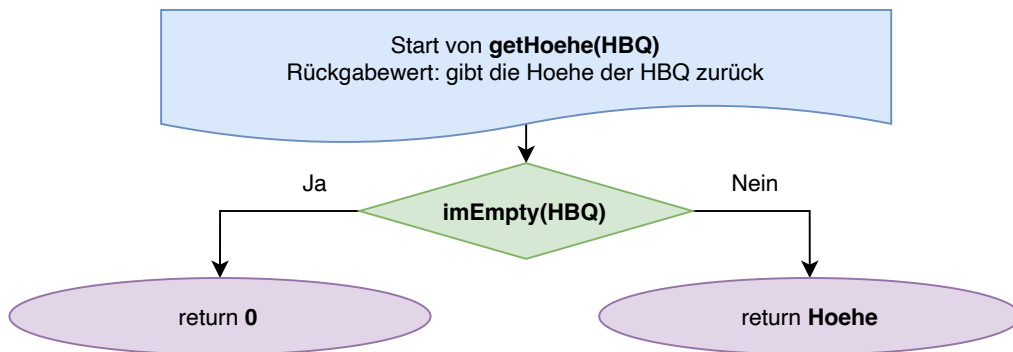 Start von getHoehe(HBQ)
Rückgabewert: gibt die Hoehe der HBQ zurück
Ja
Nein
imEmpty(HBQ)
return 0
return Hoehe